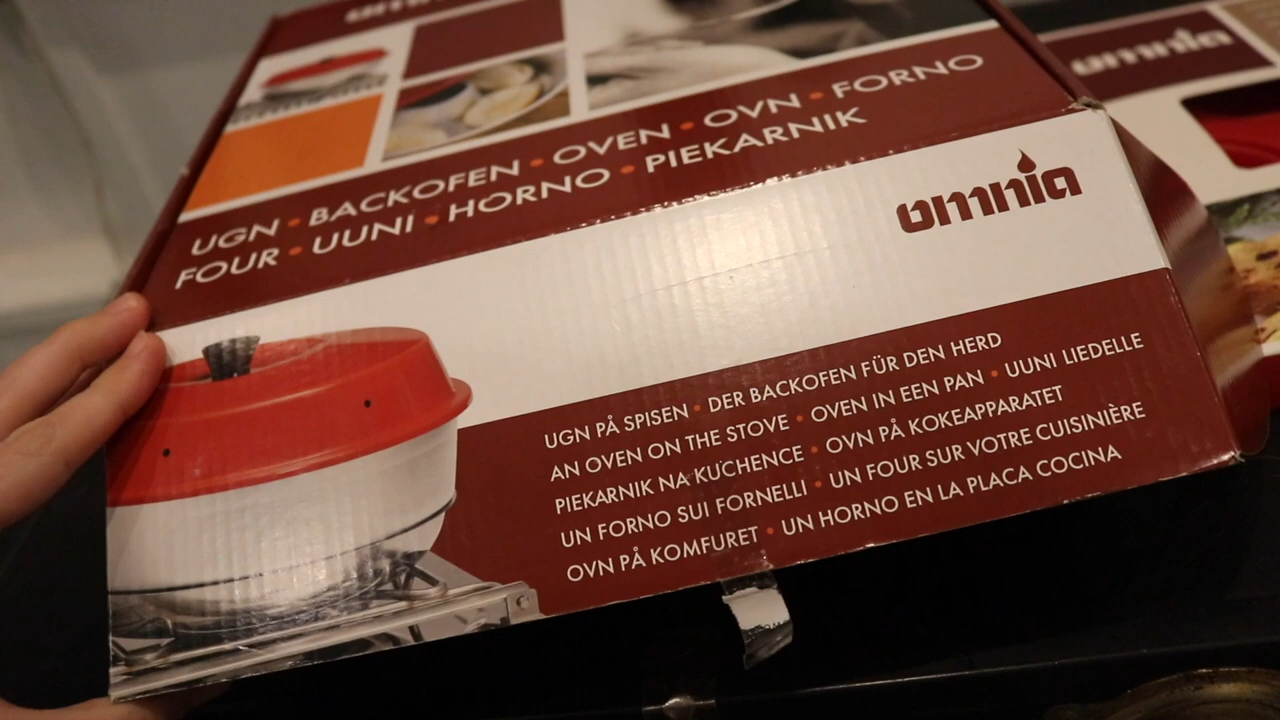 omnia
omnia
UGN • BACKOFEN • OVEN • OVN • FORNO
FOUR • UUNI • HORNO • PIEKARNIK
omnia
UGN PÅ SPISEN • DER BACKOFEN FÜR DEN HERD
AN OVEN ON THE STOVE • OVEN IN EEN PAN • UUNI LIEDELLE
PIEKARNIK NA KUCHENCE • OVN PÅ KOKEAPPARATET
UN FORNO SUI FORNELLI • UN FOUR SUR VOTRE CUISINIÈRE
OVN PÅ KOMFURET • UN HORNO EN LA PLACA COCINA